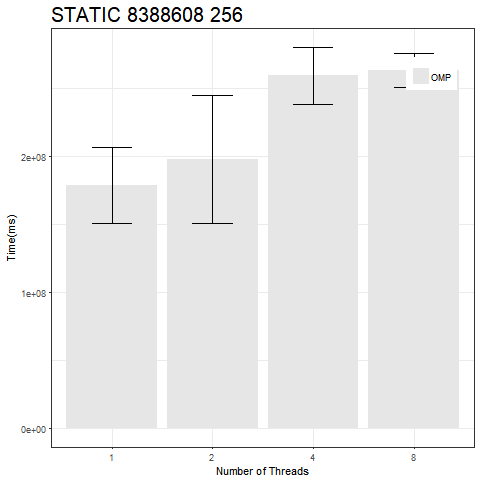 STATIC 8388608 256
OMP
2e+08
1e+08
0e+00
Time(ms)
1 2 4 8
Number of Threads